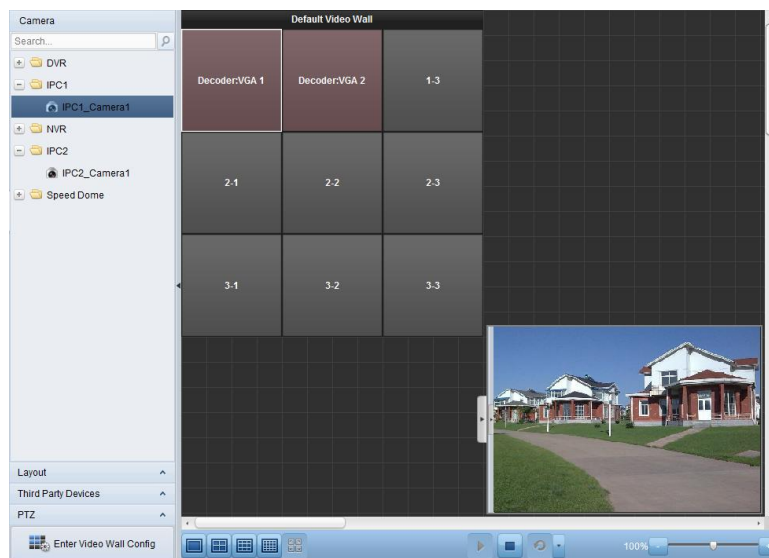 Camera
Search...
DVR
IPC1
IPC1_Camera1
NVR
IPC2
IPC2_Camera1
Speed Dome
Layout
Third Party Devices
PTZ
Enter Video Wall Config
Default Video Wall
Decoder:VGA 1 Decoder:VGA 2 1-3
2-1 2-2 2-3
3-1 3-2 3-3
100%